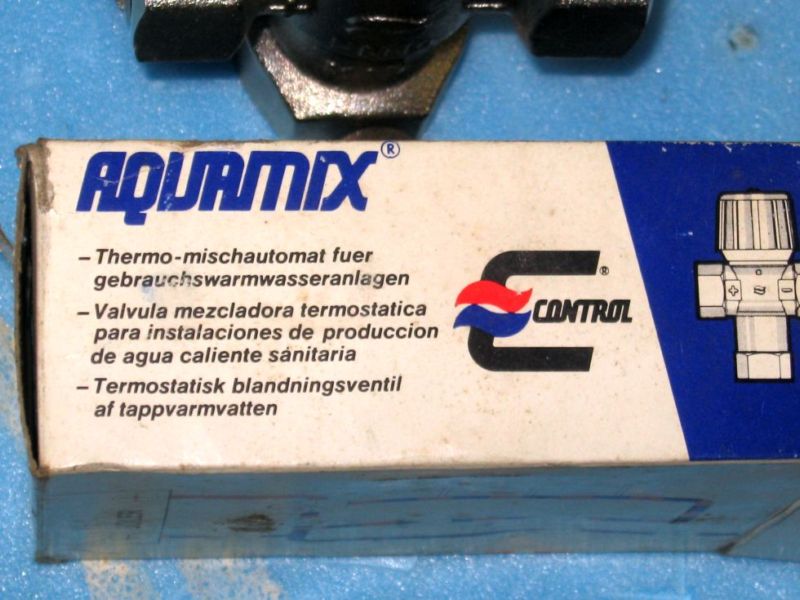 AQUAMIX®
– Thermo-mischautomat fuer
gebrauchswarmwasseranlagen
– Valvula mezcladora termostatica
para instalaciones de produccion
de agua caliente sanitaria
– Termostatisk blandningsventil
af tappvarmvatten
C ®
CONTROL
+ –